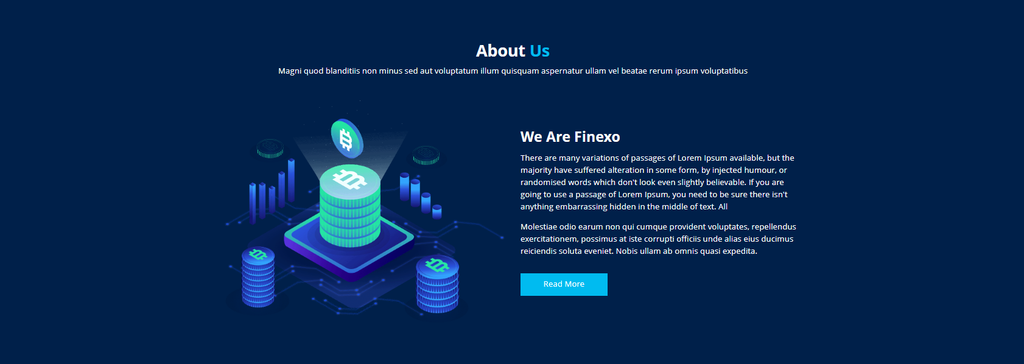 About Us
Magni quod blanditiis non minus sed aut voluptatum illum quisquam aspernatur ullam vel beatae rerum ipsum voluptatibus
We Are Finexo
There are many variations of passages of Lorem Ipsum available, but the
majority have suffered alteration in some form, by injected humour, or
randomised words which don't look even slightly believable. If you are
going to use a passage of Lorem Ipsum, you need to be sure there isn't
anything embarrassing hidden in the middle of text. All
Molestiae odio earum non qui cumque provident voluptates, repellendus
exercitationem, possimus at iste corrupti officiis unde alias eius ducimus
reiciendis soluta eveniet. Nobis ullam ab omnis quasi expedita.
Read More